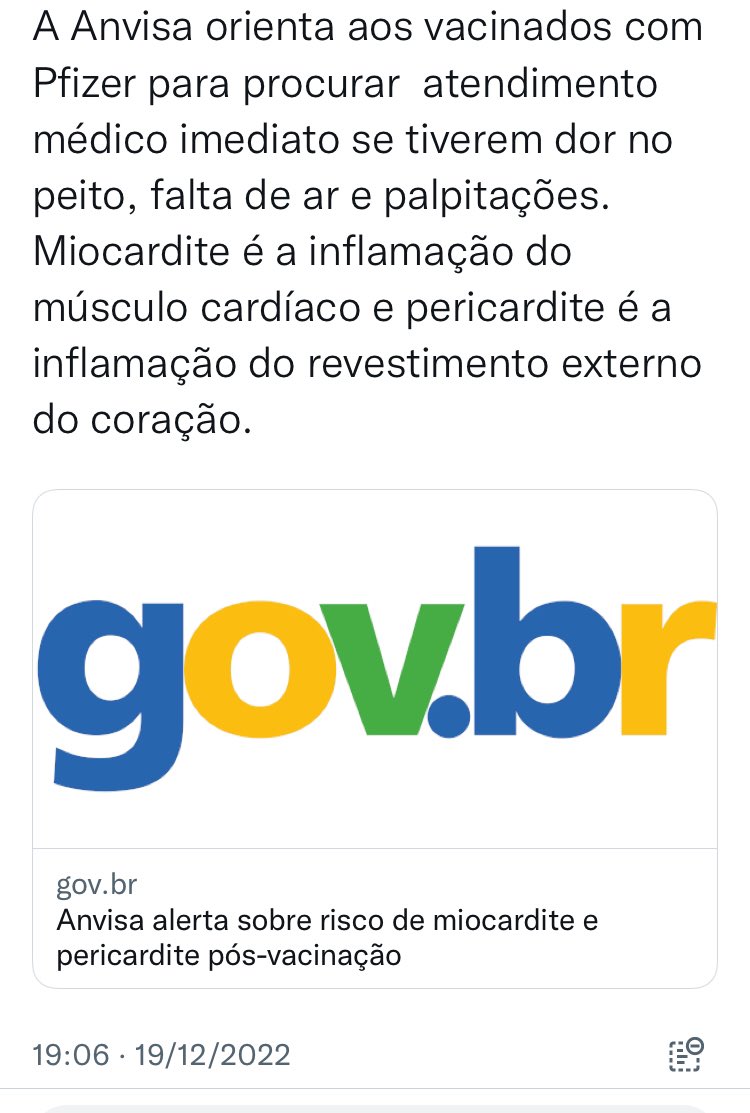 A Anvisa orienta aos vacinados com
Pfizer para procurar  atendimento
médico imediato se tiverem dor no
peito, falta de ar e palpitações.
Miocardite é a inflamação do
músculo cardíaco e pericardite é a
inflamação do revestimento externo
do coração.
gov.br
gov.br
Anvisa alerta sobre risco de miocardite e
pericardite pós-vacinação
19:06 · 19/12/2022